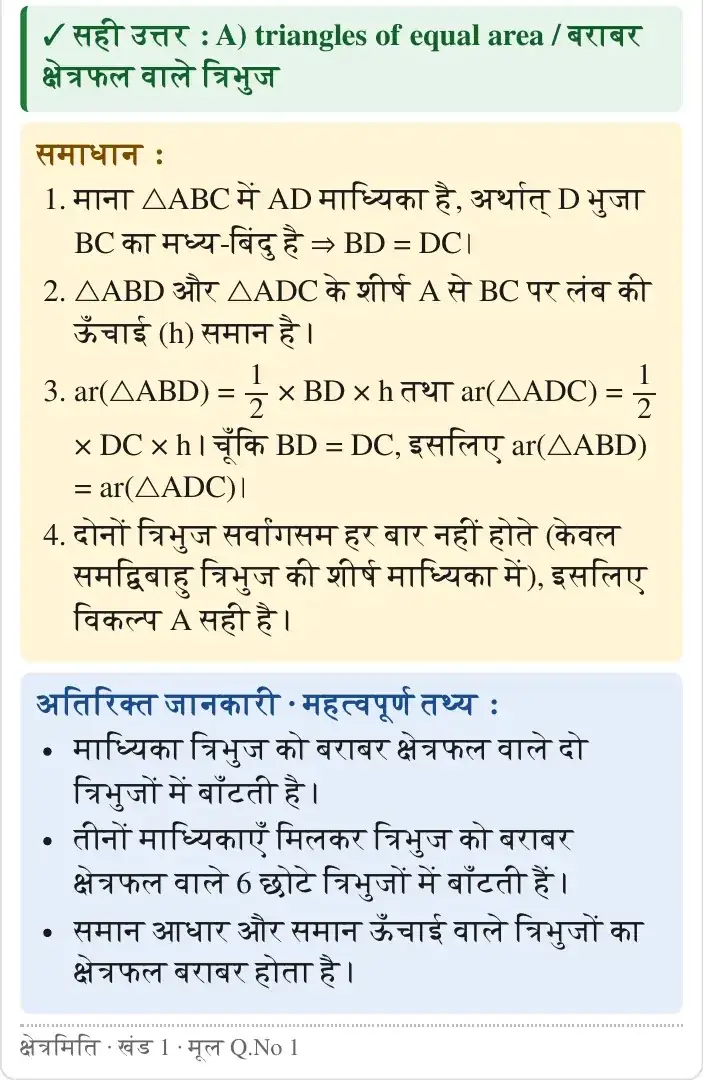 ✓ सही उत्तर : A) triangles of equal area / बराबर
क्षेत्रफल वाले त्रिभुज
समाधान :
1. माना △ABC में AD माध्यिका है, अर्थात् D भुजा
BC का मध्य-बिंदु है ⇒ BD = DC।
2. △ABD और △ADC के शीर्ष A से BC पर लंब की
ऊँचाई (h) समान है।
3. ar(△ABD) = 1/2 × BD × h तथा ar(△ADC) = 1/2
× DC × h। चूँकि BD = DC, इसलिए ar(△ABD)
= ar(△ADC)।
4. दोनों त्रिभुज सर्वांगसम हर बार नहीं होते (केवल
समद्विबाहु त्रिभुज की शीर्ष माध्यिका में), इसलिए
विकल्प A सही है।
अतिरिक्त जानकारी · महत्वपूर्ण तथ्य :
• माध्यिका त्रिभुज को बराबर क्षेत्रफल वाले दो
त्रिभुजों में बाँटती है।
• तीनों माध्यिकाएँ मिलकर त्रिभुज को बराबर
क्षेत्रफल वाले 6 छोटे त्रिभुजों में बाँटती हैं।
• समान आधार और समान ऊँचाई वाले त्रिभुजों का
क्षेत्रफल बराबर होता है।
क्षेत्रमिति · खंड 1 · मूल Q.No 1